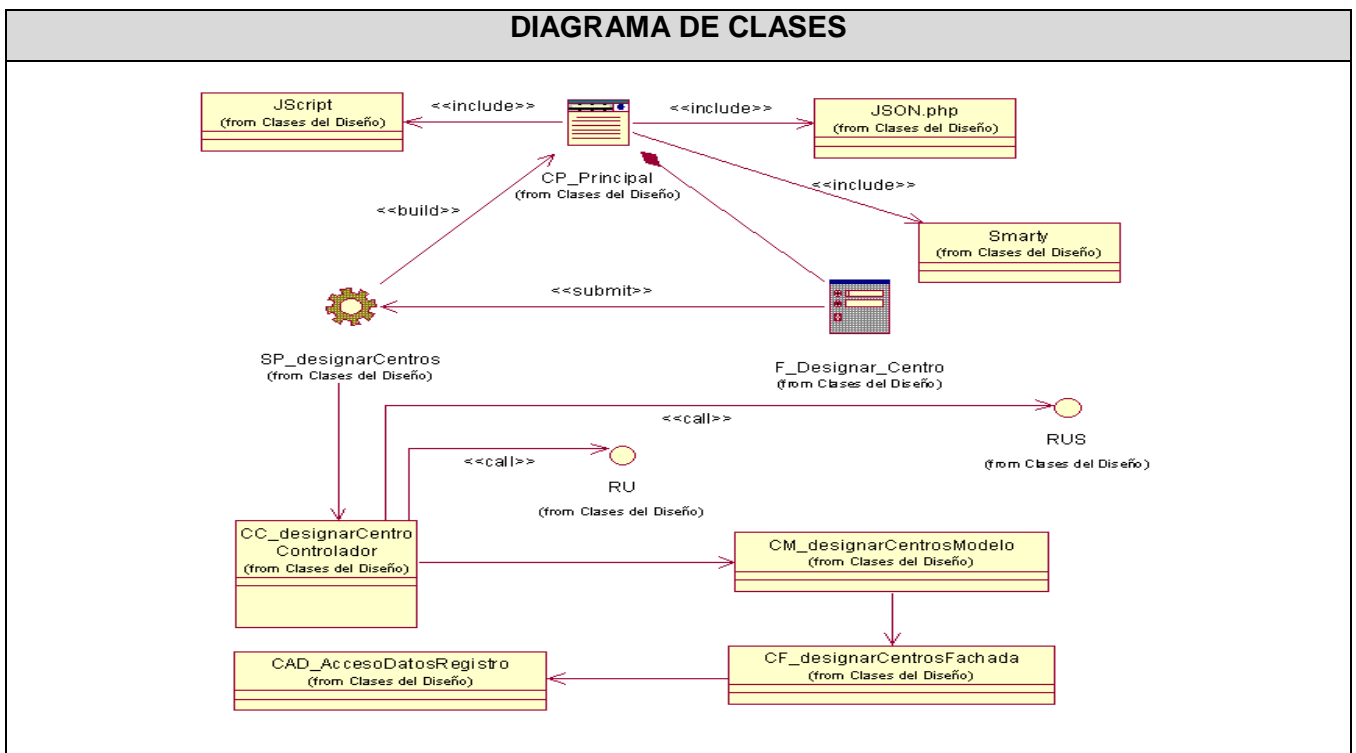 DIAGRAMA DE CLASES
JScript
(from Clases del Diseño)
<<include>>
<<include>>
JSON.php
(from Clases del Diseño)
CP_Principal
(from Clases del Diseño)
<<include>>
<<build>>
Smarty
(from Clases del Diseño)
<<submit>>
SP_designarCentros
(from Clases del Diseño)
F_Designar_Centro
(from Clases del Diseño)
<<call>>
RUS
(from Clases del Diseño)
<<call>>
RU
(from Clases del Diseño)
CC_designarCentro
Controlador
(from Clases del Diseño)
CM_designarCentrosModelo
(from Clases del Diseño)
CAD_AccesoDatosRegistro
(from Clases del Diseño)
CF_designarCentrosFachada
(from Clases del Diseño)